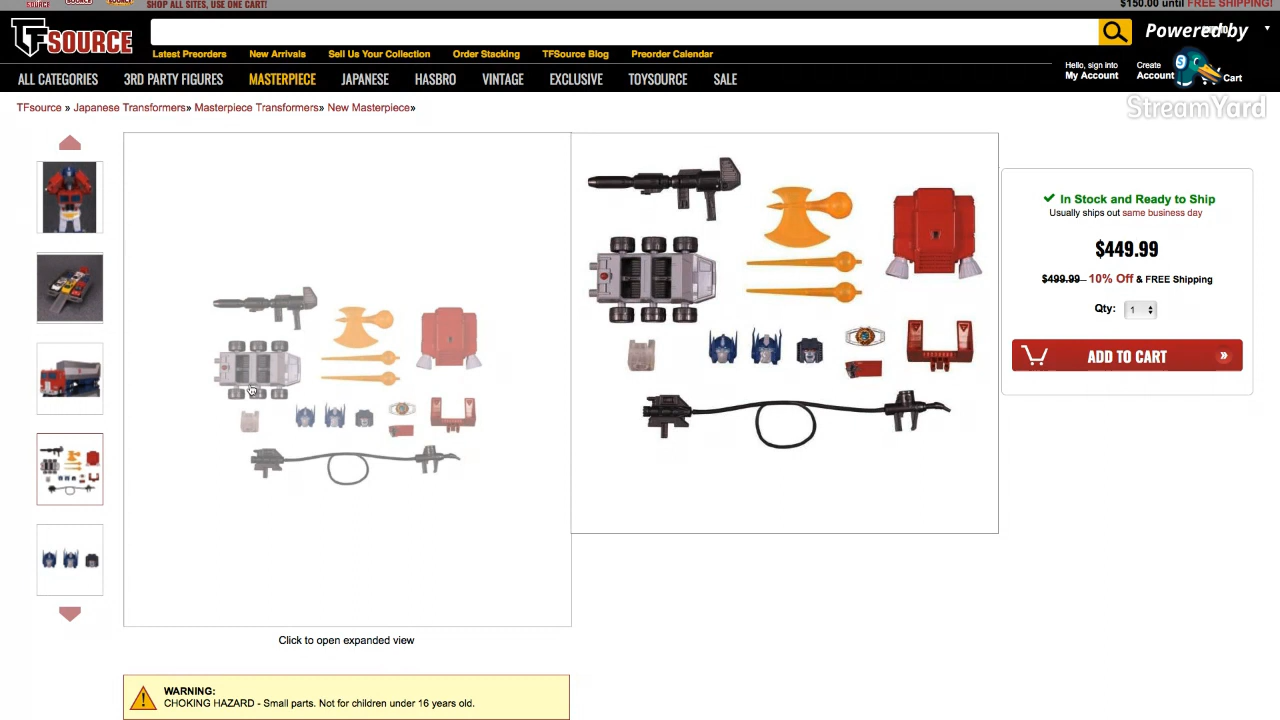 SOURCE
SOURCE
SOURCE
SHOP ALL SITES, USE ONE CART!
$150.00 until FREE SHIPPING!
TFSOURCE
Powered by
Latest Preorders
New Arrivals
Sell Us Your Collection
Order Stacking
TFSource Blog
Preorder Calendar
Hello, sign into
My Account
Create
Account
S
Cart
ALL CATEGORIES
3RD PARTY FIGURES
MASTERPIECE
JAPANESE
HASBRO
VINTAGE
EXCLUSIVE
TOYSOURCE
SALE
StreamYard
TFsource » Japanese Transformers» Masterpiece Transformers» New Masterpiece»
In Stock and Ready to Ship
Usually ships out same business day
$449.99
$499.99 10% Off & FREE Shipping
Qty: 1
ADD TO CART »
Click to open expanded view
WARNING:
CHOKING HAZARD - Small parts. Not for children under 16 years old.